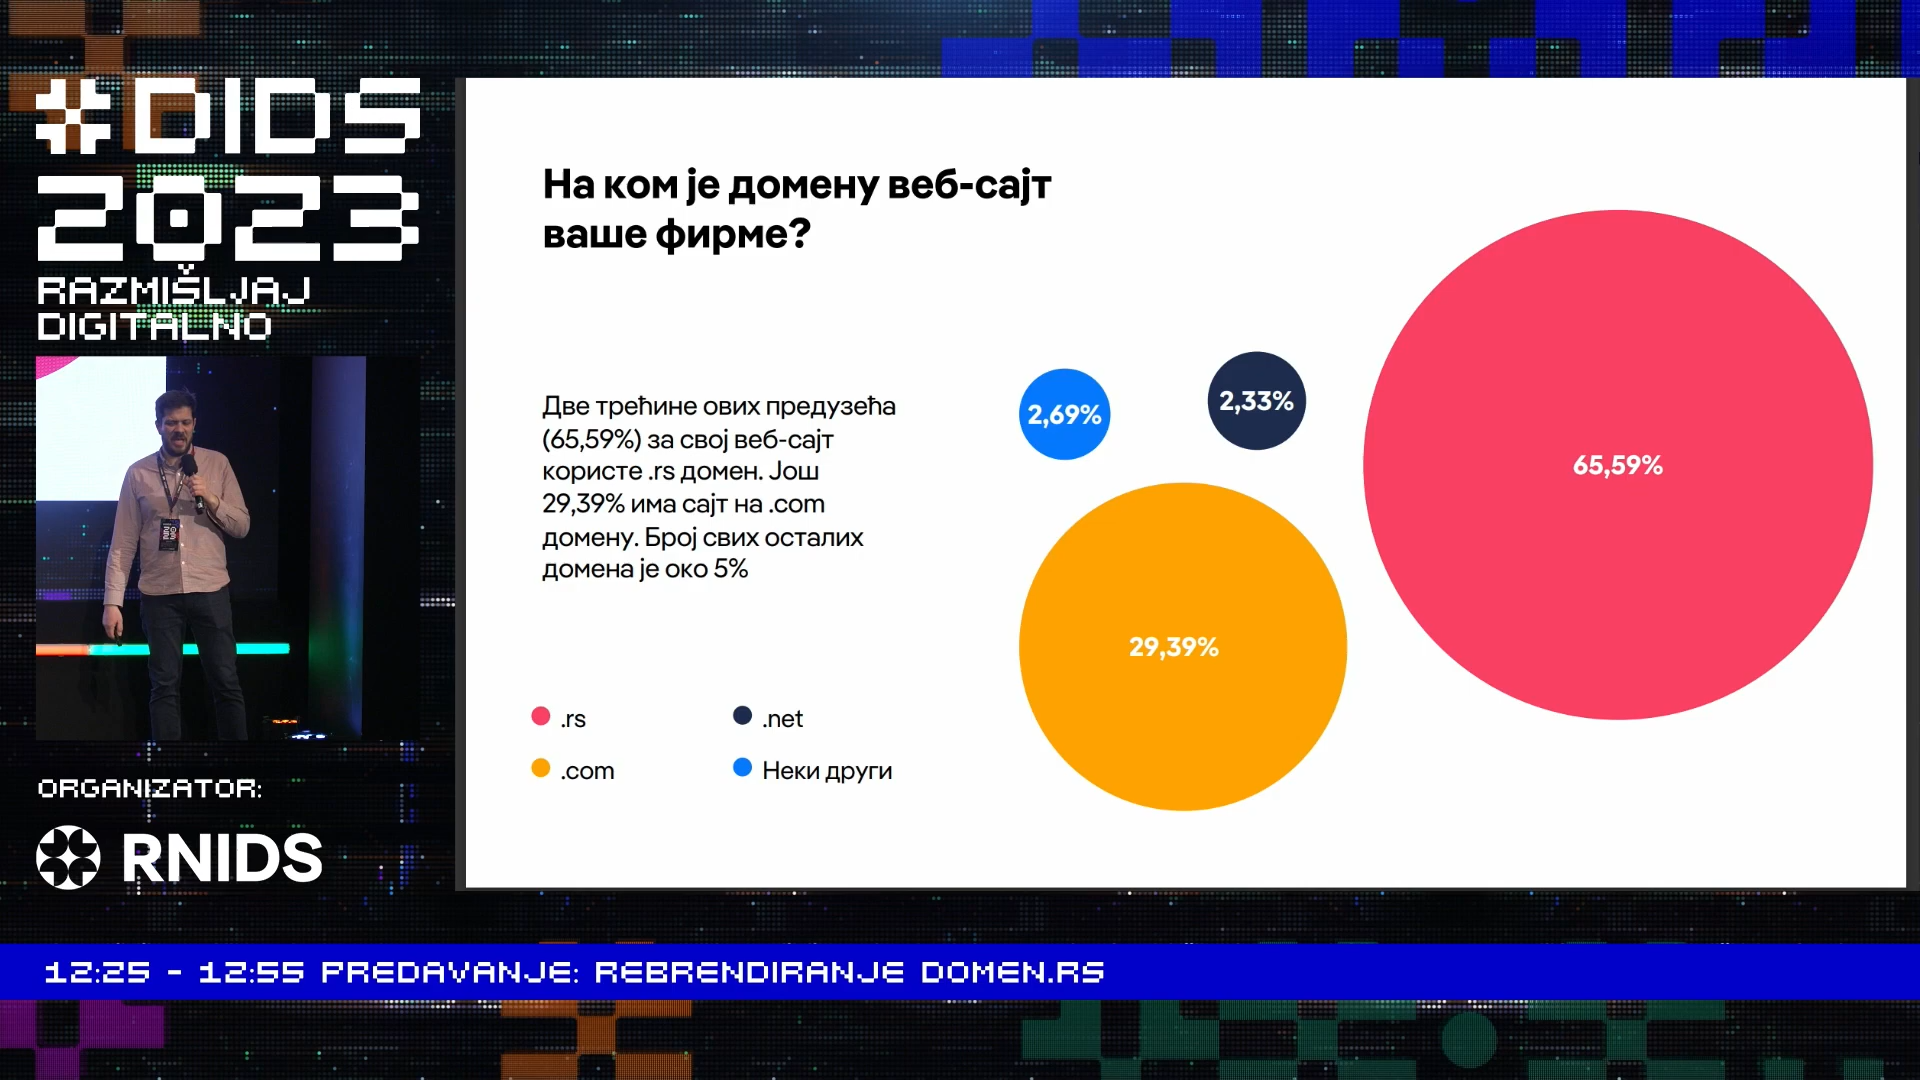 #DIDS
2023
RAZMIŠLJAJ
DIGITALNO
ORGANIZATOR:
RNIDS
На ком је домену веб-сајт
ваше фирме?
Две трећине ових предузећа
(65,59%) за свој веб-сајт
користе .rs домен. Још
29,39% има сајт на .com
домену. Број свих осталих
домена је око 5%
.rs
.net
.com
Неки други
2,69%
2,33%
65,59%
29,39%
12:25 - 12:55 PREDAVANJE: REBRENDIRANJE DOMEN.RS